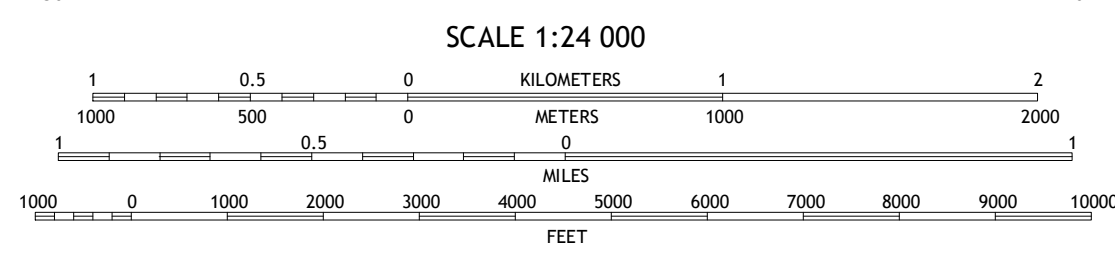 SCALE 1:24 000
1 0.5 0 KILOMETERS 1 2
1000 500 0 METERS 1000 2000
1 0.5 0 1
MILES
1000 0 1000 2000 3000 4000 5000 6000 7000 8000 9000 10000
FEET